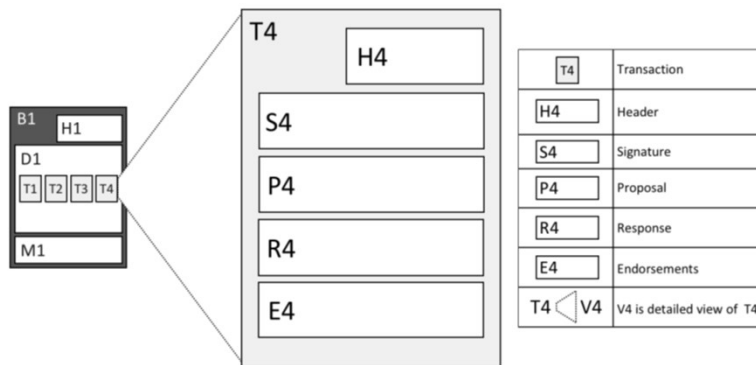 B1
H1
D1
T1 T2 T3 T4
M1
T4
H4
S4
P4
R4
E4
T4 Transaction
H4 Header
S4 Signature
P4 Proposal
R4 Response
E4 Endorsements
T4 V4 V4 is detailed view of T4